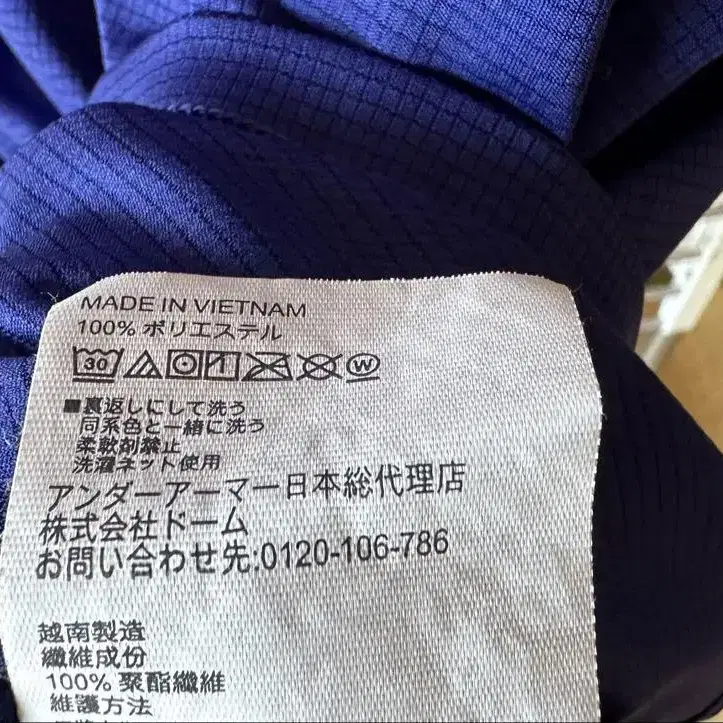 MADE IN VIETNAM
100% ポリエステル
30 W
■裏返しにして洗う
同系色と一緒に洗う
柔軟剤禁止
洗濯ネット使用
アンダーアーマー日本総代理店
株式会社ドーム
お問い合わせ先:0120-106-786
越南製造
纖維成份
100% 聚酯纖維
維護方法